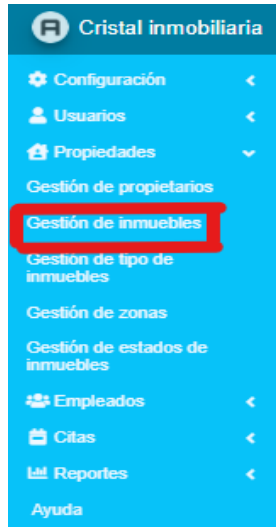 Cristal inmobiliaria
Configuración
Usuarios
Propiedades
Gestión de propietarios
Gestión de inmuebles
Gestión de tipo de
inmuebles
Gestión de zonas
Gestión de estados de
inmuebles
Empleados
Citas
Reportes
Ayuda